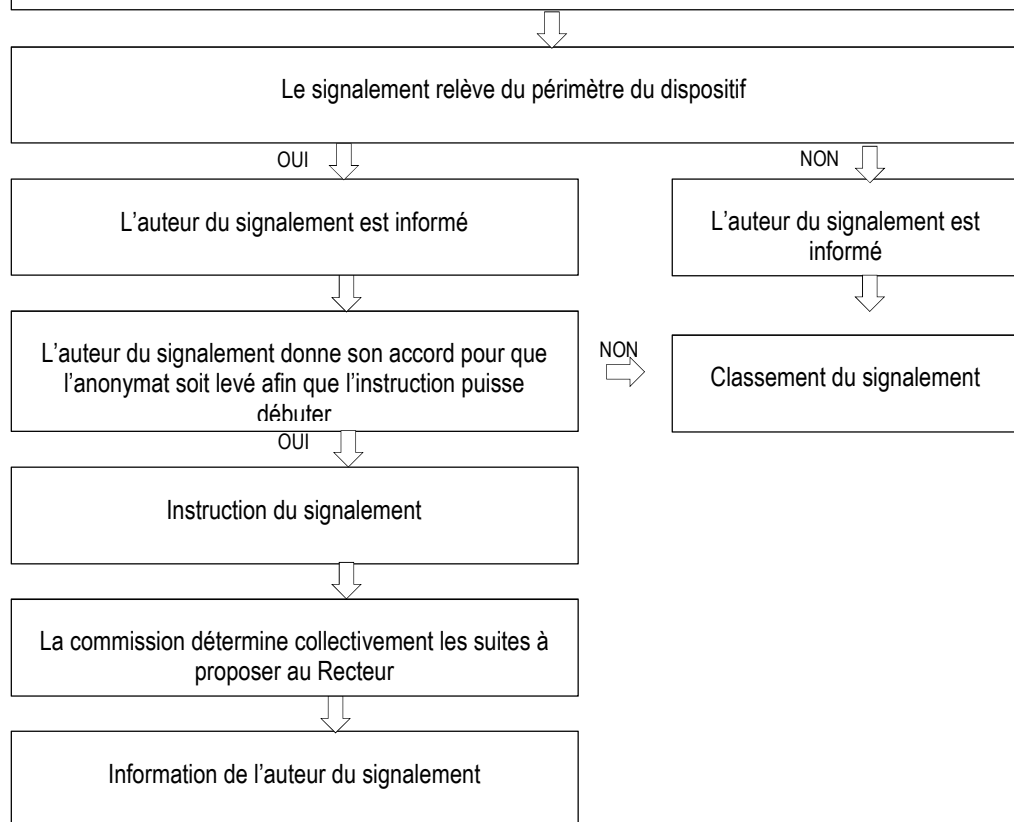 Le signalement relève du périmètre du dispositif
OUI
NON
L'auteur du signalement est informé
L'auteur du signalement est
informé
L'auteur du signalement donne son accord pour que
l'anonymat soit levé afin que l'instruction puisse
débuter
NON
Classement du signalement
OUI
Instruction du signalement
La commission détermine collectivement les suites à
proposer au Recteur
Information de l'auteur du signalement